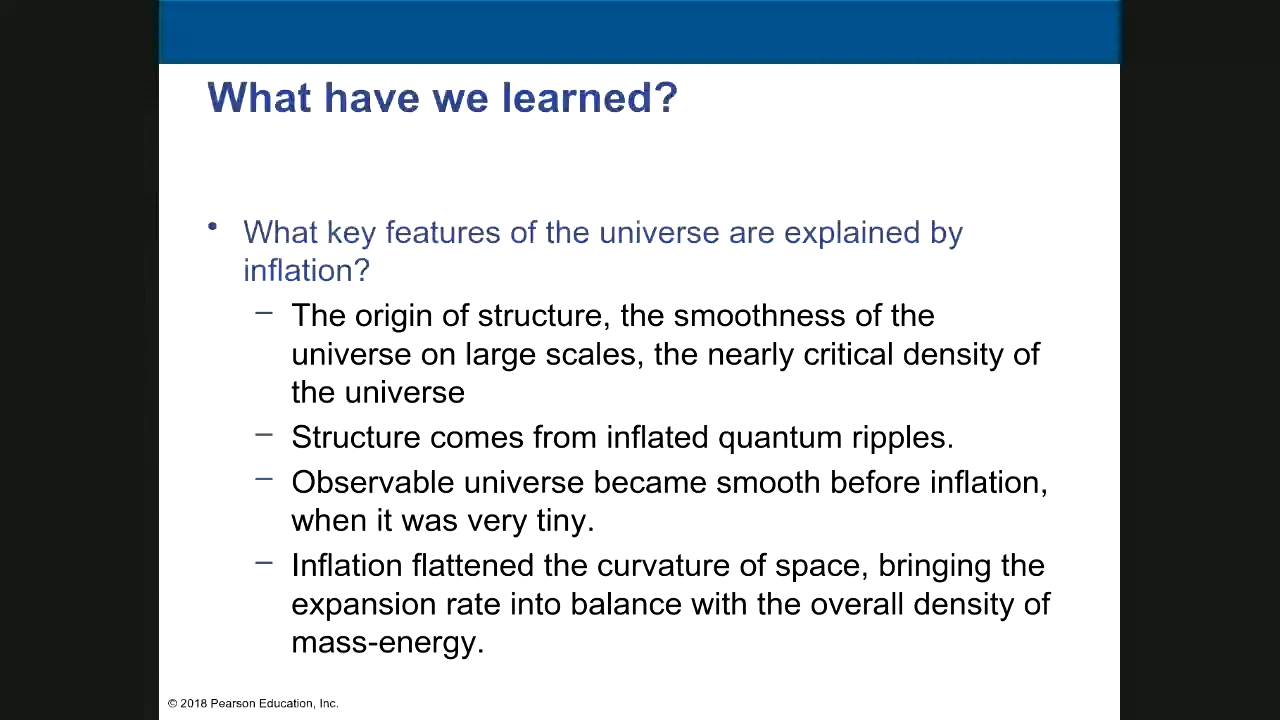 What have we learned?
• What key features of the universe are explained by
inflation?
– The origin of structure, the smoothness of the
universe on large scales, the nearly critical density of
the universe
– Structure comes from inflated quantum ripples.
– Observable universe became smooth before inflation,
when it was very tiny.
– Inflation flattened the curvature of space, bringing the
expansion rate into balance with the overall density of
mass-energy.
© 2018 Pearson Education, Inc.